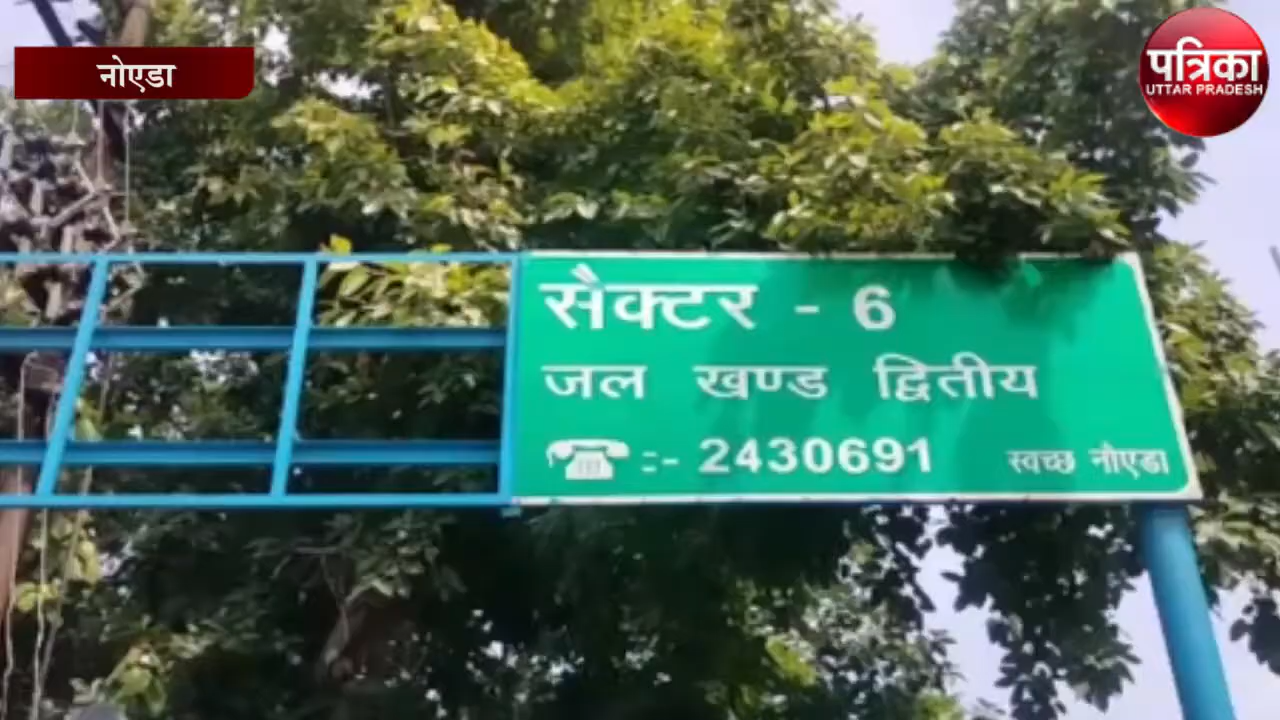 नोएडा
पत्रिका
UTTAR PRADESH
सैक्टर - 6
जल खण्ड द्वितीय
:- 2430691 स्वच्छ नोएडा